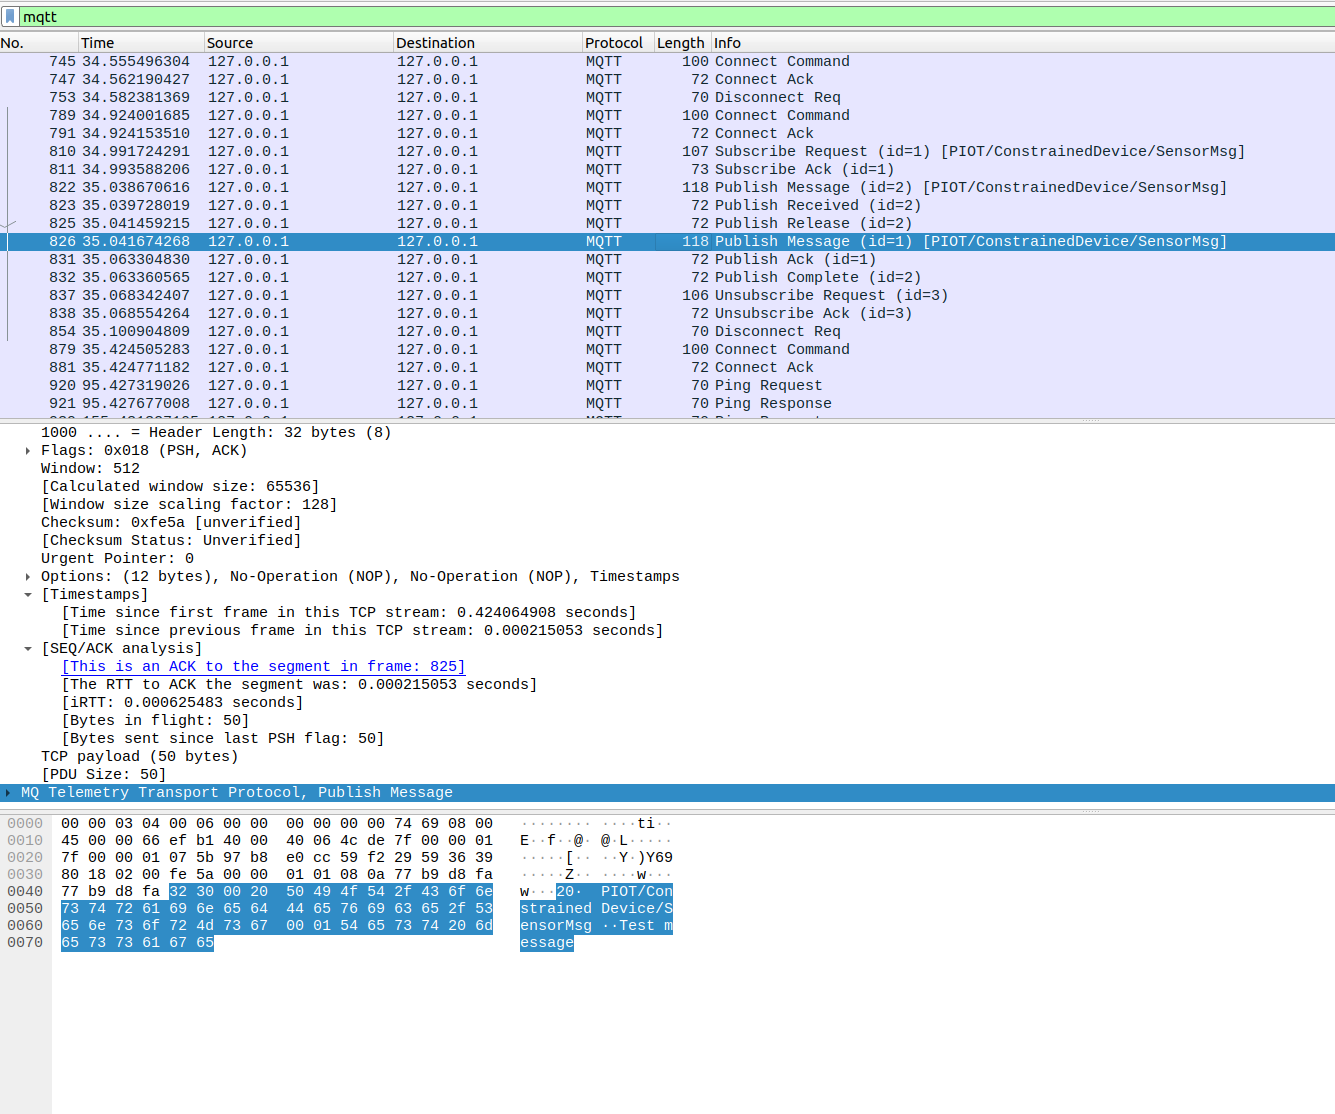 mqtt
No. Time Source Destination Protocol Length Info
745 34.555496304 127.0.0.1 127.0.0.1 MQTT 100 Connect Command
747 34.562190427 127.0.0.1 127.0.0.1 MQTT 72 Connect Ack
753 34.582381369 127.0.0.1 127.0.0.1 MQTT 70 Disconnect Req
789 34.924001685 127.0.0.1 127.0.0.1 MQTT 100 Connect Command
791 34.924153510 127.0.0.1 127.0.0.1 MQTT 72 Connect Ack
810 34.991724291 127.0.0.1 127.0.0.1 MQTT 107 Subscribe Request (id=1) [PIOT/ConstrainedDevice/SensorMsg]
811 34.993588206 127.0.0.1 127.0.0.1 MQTT 73 Subscribe Ack (id=1)
822 35.038670616 127.0.0.1 127.0.0.1 MQTT 118 Publish Message (id=2) [PIOT/ConstrainedDevice/SensorMsg]
823 35.039728019 127.0.0.1 127.0.0.1 MQTT 72 Publish Received (id=2)
825 35.041459215 127.0.0.1 127.0.0.1 MQTT 72 Publish Release (id=2)
826 35.041674268 127.0.0.1 127.0.0.1 MQTT 118 Publish Message (id=1) [PIOT/ConstrainedDevice/SensorMsg]
831 35.063304830 127.0.0.1 127.0.0.1 MQTT 72 Publish Ack (id=1)
832 35.063360565 127.0.0.1 127.0.0.1 MQTT 72 Publish Complete (id=2)
837 35.068342407 127.0.0.1 127.0.0.1 MQTT 106 Unsubscribe Request (id=3)
838 35.068554264 127.0.0.1 127.0.0.1 MQTT 72 Unsubscribe Ack (id=3)
854 35.100904809 127.0.0.1 127.0.0.1 MQTT 70 Disconnect Req
879 35.424505283 127.0.0.1 127.0.0.1 MQTT 100 Connect Command
881 35.424771182 127.0.0.1 127.0.0.1 MQTT 72 Connect Ack
920 95.427319026 127.0.0.1 127.0.0.1 MQTT 70 Ping Request
921 95.427677008 127.0.0.1 127.0.0.1 MQTT 70 Ping Response
1000 .... = Header Length: 32 bytes (8)
Flags: 0x018 (PSH, ACK)
Window: 512
[Calculated window size: 65536]
[Window size scaling factor: 128]
Checksum: 0xfe5a [unverified]
[Checksum Status: Unverified]
Urgent Pointer: 0
Options: (12 bytes), No-Operation (NOP), No-Operation (NOP), Timestamps
[Timestamps]
[Time since first frame in this TCP stream: 0.424064908 seconds]
[Time since previous frame in this TCP stream: 0.000215053 seconds]
[SEQ/ACK analysis]
[This is an ACK to the segment in frame: 825]
[The RTT to ACK the segment was: 0.000215053 seconds]
[iRTT: 0.000625483 seconds]
[Bytes in flight: 50]
[Bytes sent since last PSH flag: 50]
TCP payload (50 bytes)
[PDU Size: 50]
MQ Telemetry Transport Protocol, Publish Message
0000 00 00 03 04 00 06 00 00 00 00 00 00 74 69 08 00 ········ ····ti··
0010 45 00 00 66 ef b1 40 00 40 06 4c de 7f 00 00 01 E··f··@· @·L·····
0020 7f 00 00 01 07 5b 97 b8 e0 cc 59 f2 29 59 36 39 ·····[·· ··Y·)Y69
0030 80 18 02 00 fe 5a 00 00 01 01 08 0a 77 b9 d8 fa ·····Z·· ····w···
0040 77 b9 d8 fa 32 30 00 20 50 49 4f 54 2f 43 6f 6e w···20· PIOT/Con
0050 73 74 72 61 69 6e 65 64 44 65 76 69 63 65 2f 53 strained Device/S
0060 65 6e 73 6f 72 4d 73 67 00 01 54 65 73 74 20 6d ensorMsg ··Test m
0070 65 73 73 61 67 65 essage